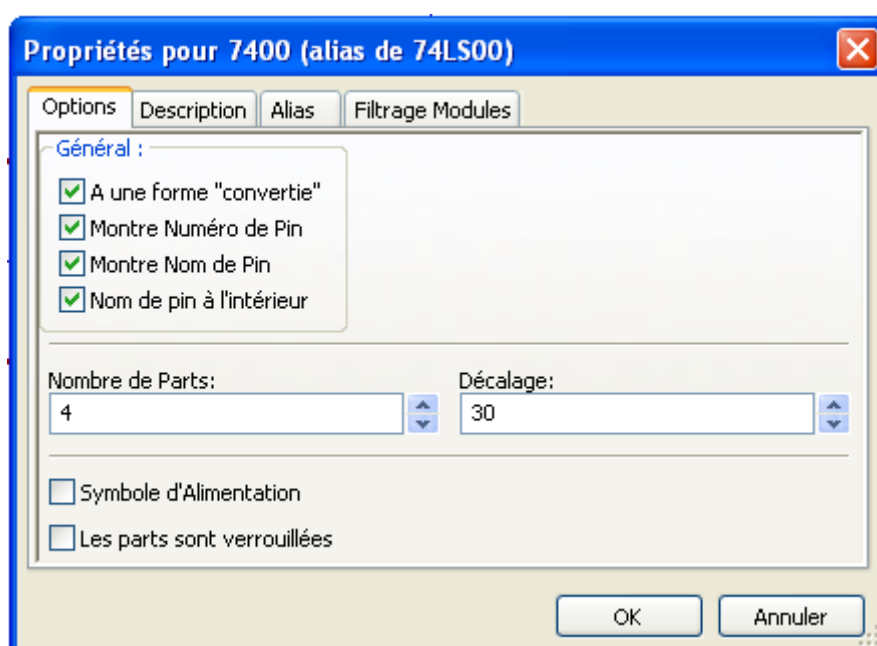 Propriétés pour 7400 (alias de 74LS00)
Options Description Alias Filtrage Modules
Général :
A une forme "convertie"
Montre Numéro de Pin
Montre Nom de Pin
Nom de pin à l'intérieur
Nombre de Parts: Décalage:
4 30
Symbole d'Alimentation
Les parts sont verrouillées
OK Annuler